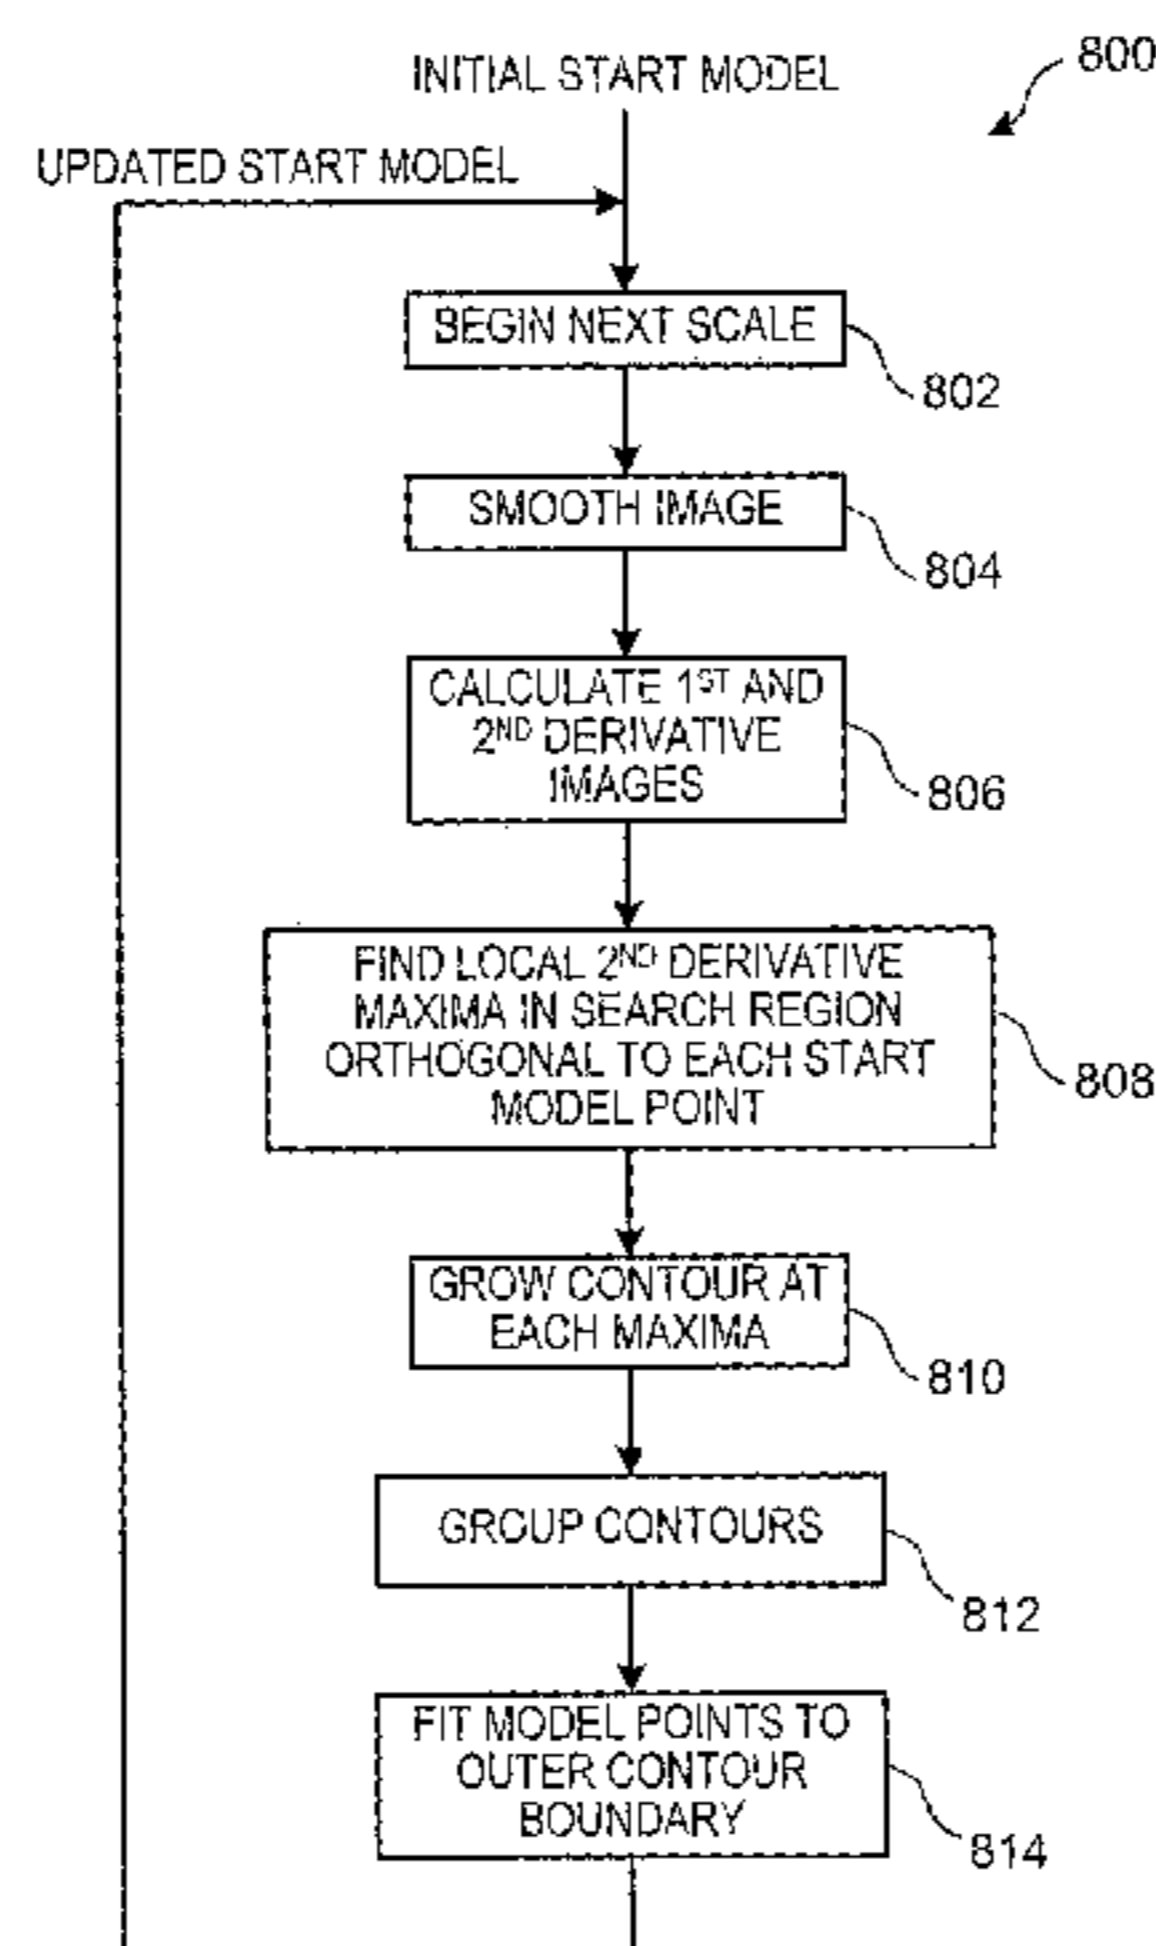 INITIAL START MODEL
800
UPDATED START MODEL
BEGIN NEXT SCALE
802
SMOOTH IMAGE
804
CALCULATE 1ST AND
2ND DERIVATIVE
IMAGES
806
FIND LOCAL 2ND DERIVATIVE
MAXIMA IN SEARCH REGION
ORTHOGONAL TO EACH START
MODEL POINT
808
GROW CONTOUR AT
EACH MAXIMA
810
GROUP CONTOURS
812
FIT MODEL POINTS TO
OUTER CONTOUR
BOUNDARY
814